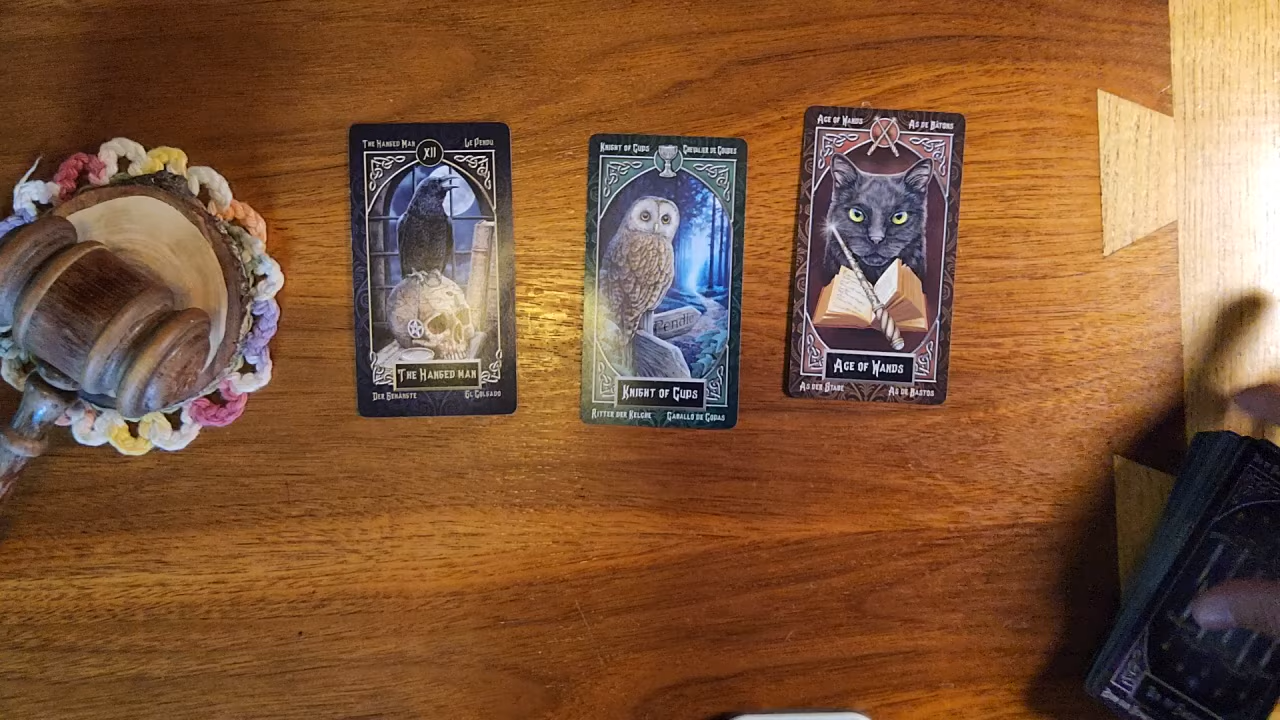 The Hanged Man Le Pendu
XII
The Hanged Man
Der Gehängte El Colgado
Knight of Cups Chevalier de Coupes
Pendle
Knight of Cups
Ritter der Kelche Caballo de Copas
Ace of Wands As de Bâtons
Ace of Wands
As der Stäbe As de Bastos